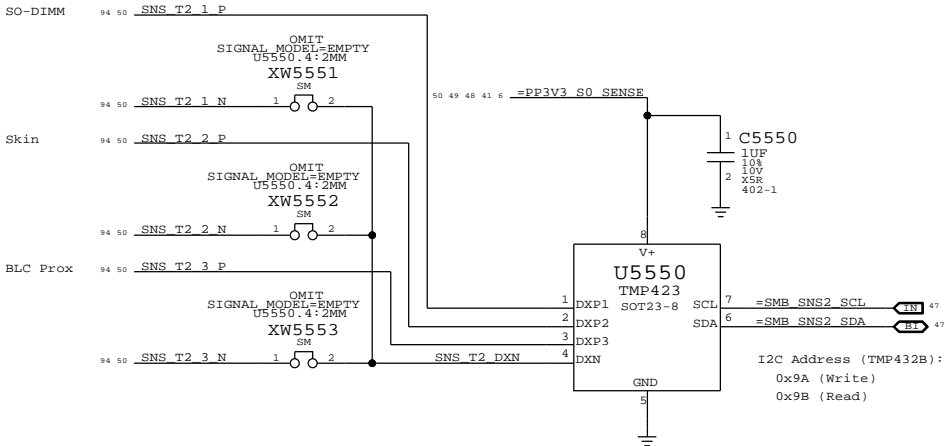 SO-DIMM 94 50 SNS_T2_1_P
OMIT
SIGNAL_MODEL=EMPTY
U5550.4:2MM
XW5551
SM
94 50 SNS_T2_1_N 1 2
50 49 48 41 6 =PP3V3_S0_SENSE
Skin 94 50 SNS_T2_2_P
1 C5550
1UF
10%
10V
2 X5R
402-1
OMIT
SIGNAL_MODEL=EMPTY
U5550.4:2MM
XW5552
SM
94 50 SNS_T2_2_N 1 2
8
V+
BLC Prox 94 50 SNS_T2_3_P
U5550
TMP423
SOT23-8
1 DXP1
SCL 7 =SMB_SNS2_SCL IN 47
2 DXP2
SDA 6 =SMB_SNS2_SDA BI 47
3 DXP3
OMIT
SIGNAL_MODEL=EMPTY
U5550.4:2MM
XW5553
SM
94 50 SNS_T2_3_N 1 2 SNS_T2_DXN 4 DXN
GND
5
I2C Address (TMP432B):
0x9A (Write)
0x9B (Read)